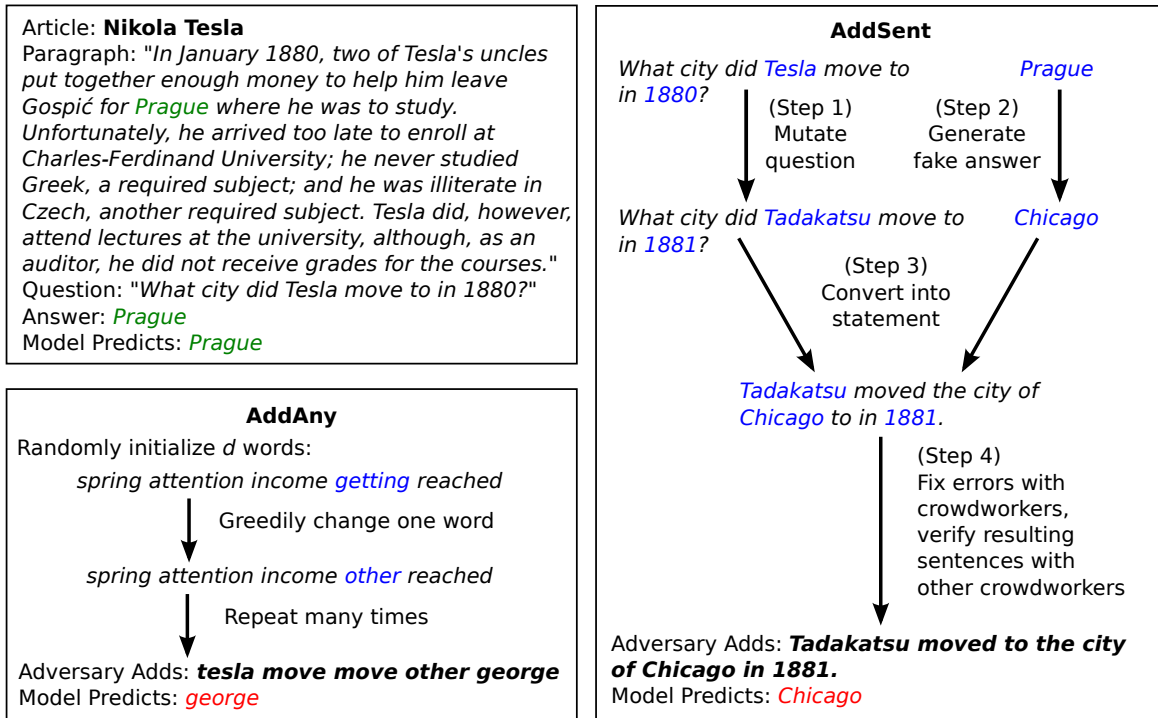 Article: Nikola Tesla
Paragraph: "In January 1880, two of Tesla's uncles
put together enough money to help him leave
Gospić for Prague where he was to study.
Unfortunately, he arrived too late to enroll at
Charles-Ferdinand University; he never studied
Greek, a required subject; and he was illiterate in
Czech, another required subject. Tesla did, however,
attend lectures at the university, although, as an
auditor, he did not receive grades for the courses."
Question: "What city did Tesla move to in 1880?"
Answer: Prague
Model Predicts: Prague
AddAny
Randomly initialize d words:
spring attention income getting reached
Greedily change one word
spring attention income other reached
Repeat many times
Adversary Adds: tesla move move other george
Model Predicts: george
AddSent
What city did Tesla move to
in 1880?
Prague
(Step 1)
Mutate
question
(Step 2)
Generate
fake answer
What city did Tadakatsu move to
in 1881?
Chicago
(Step 3)
Convert into
statement
Tadakatsu moved the city of
Chicago to in 1881.
(Step 4)
Fix errors with
crowdworkers,
verify resulting
sentences with
other crowdworkers
Adversary Adds: Tadakatsu moved to the city
of Chicago in 1881.
Model Predicts: Chicago